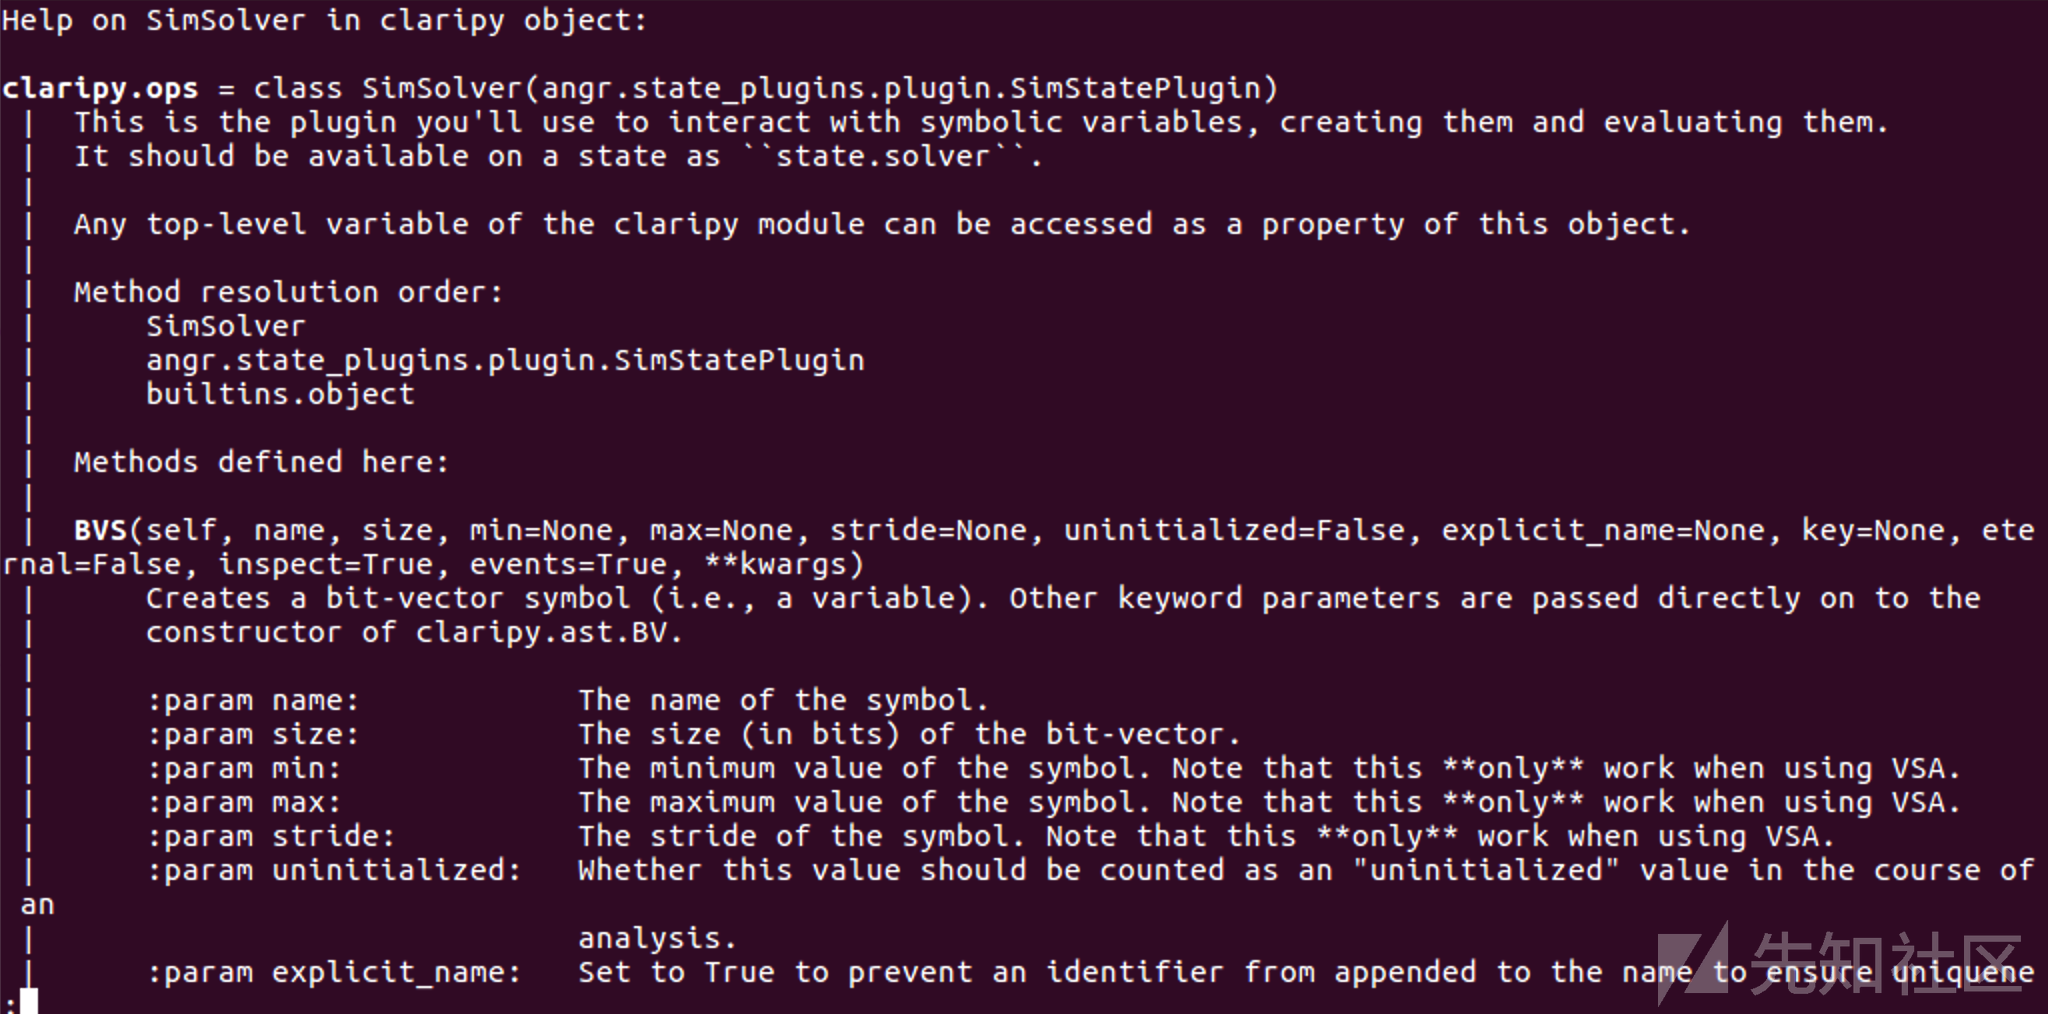 Help on SimSolver in claripy object:
claripy.ops = class SimSolver(angr.state_plugins.plugin.SimStatePlugin)
 |  This is the plugin you'll use to interact with symbolic variables, creating them and evaluating them.
 |  It should be available on a state as ``state.solver``.
 |
 |  Any top-level variable of the claripy module can be accessed as a property of this object.
 |
 |  Method resolution order:
 |      SimSolver
 |      angr.state_plugins.plugin.SimStatePlugin
 |      builtins.object
 |
 |  Methods defined here:
 |
 |  BVS(self, name, size, min=None, max=None, stride=None, uninitialized=False, explicit_name=None, key=None, ete
rnal=False, inspect=True, events=True, **kwargs)
 |      Creates a bit-vector symbol (i.e., a variable). Other keyword parameters are passed directly on to the
 |      constructor of claripy.ast.BV.
 |
 |      :param name:            The name of the symbol.
 |      :param size:            The size (in bits) of the bit-vector.
 |      :param min:             The minimum value of the symbol. Note that this **only** work when using VSA.
 |      :param max:             The maximum value of the symbol. Note that this **only** work when using VSA.
 |      :param stride:          The stride of the symbol. Note that this **only** work when using VSA.
 |      :param uninitialized:   Whether this value should be counted as an "uninitialized" value in the course of
 an
 |                              analysis.
 |      :param explicit_name:   Set to True to prevent an identifier from appended to the name to ensure uniquene
:
先知社区